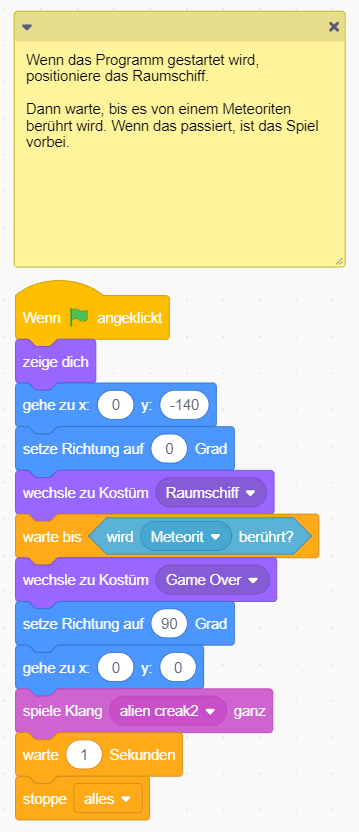 Wenn das Programm gestartet wird,
positioniere das Raumschiff.
Dann warte, bis es von einem Meteoriten
berührt wird. Wenn das passiert, ist das Spiel
vorbei.
Wenn angeklickt
zeige dich
gehe zu x: 0 y: -140
setze Richtung auf 0 Grad
wechsle zu Kostüm Raumschiff
warte bis wird Meteorit berührt?
wechsle zu Kostüm Game Over
setze Richtung auf 90 Grad
gehe zu x: 0 y: 0
spiele Klang alien creak2 ganz
warte 1 Sekunden
stoppe alles